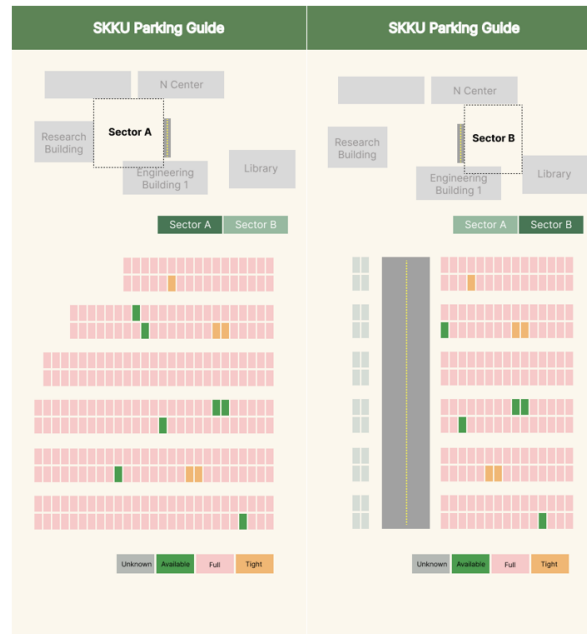 SKKU Parking Guide
N Center
Sector A
Research
Building
Engineering
Building 1
Library
Sector A
Sector B
Unknown
Available
Full
Tight
SKKU Parking Guide
N Center
Sector B
Research
Building
Engineering
Building 1
Library
Sector A
Sector B
Unknown
Available
Full
Tight